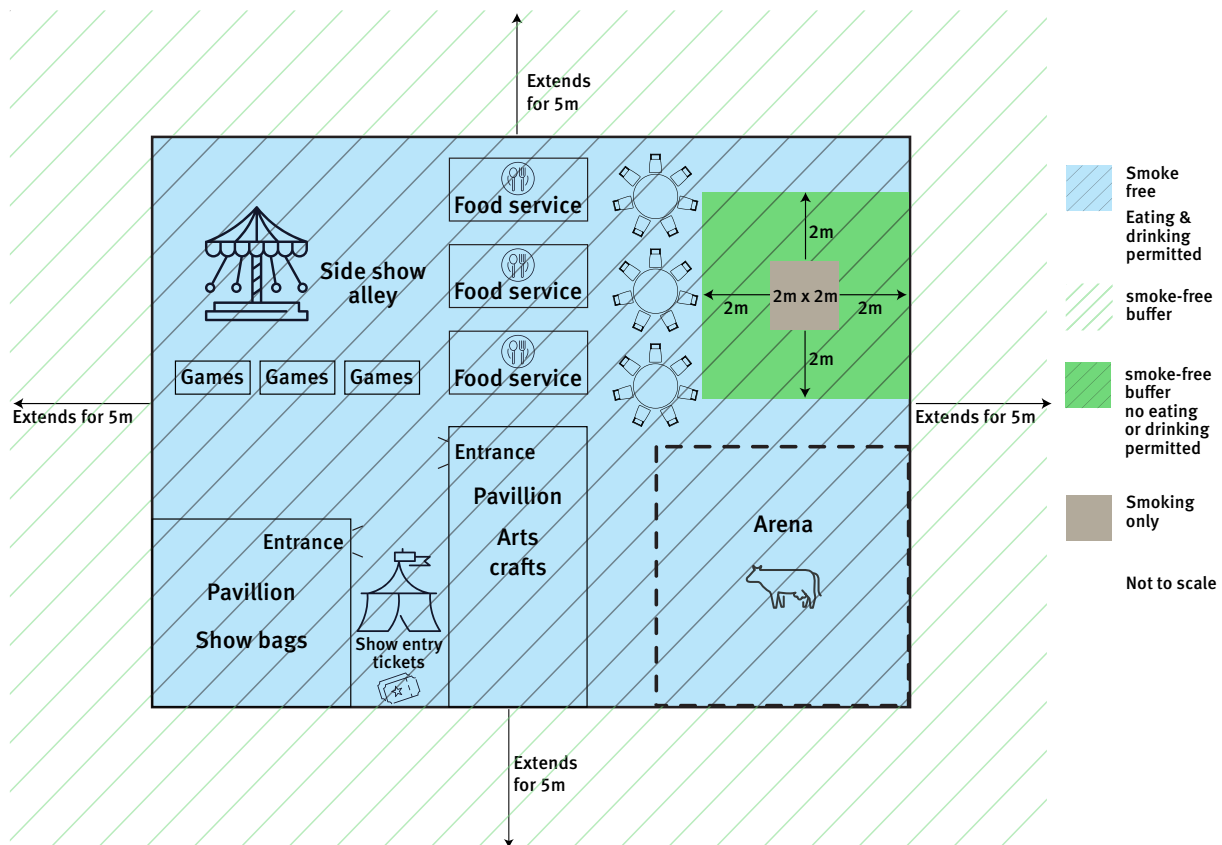 Extends
for 5m
Food service
Side show
alley
Food service
Games
Games
Games
Food service
2m
2m
2m x 2m
2m
2m
Extends for 5m
Extends for 5m
Entrance
Pavillion
Arts
crafts
Entrance
Pavillion
Show bags
Show entry
tickets
Arena
Extends
for 5m
Smoke
free
Eating &
drinking
permitted
smoke-free
buffer
smoke-free
buffer
no eating
or drinking
permitted
Smoking
only
Not to scale